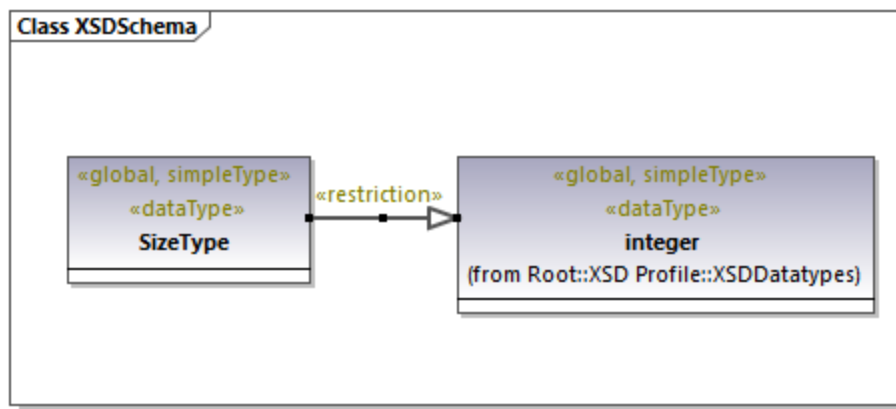 Class XSDSchema
«global, simpleType»
«dataType»
SizeType
«restriction»
«global, simpleType»
«dataType»
integer
(from Root::XSD Profile::XSDDatatypes)